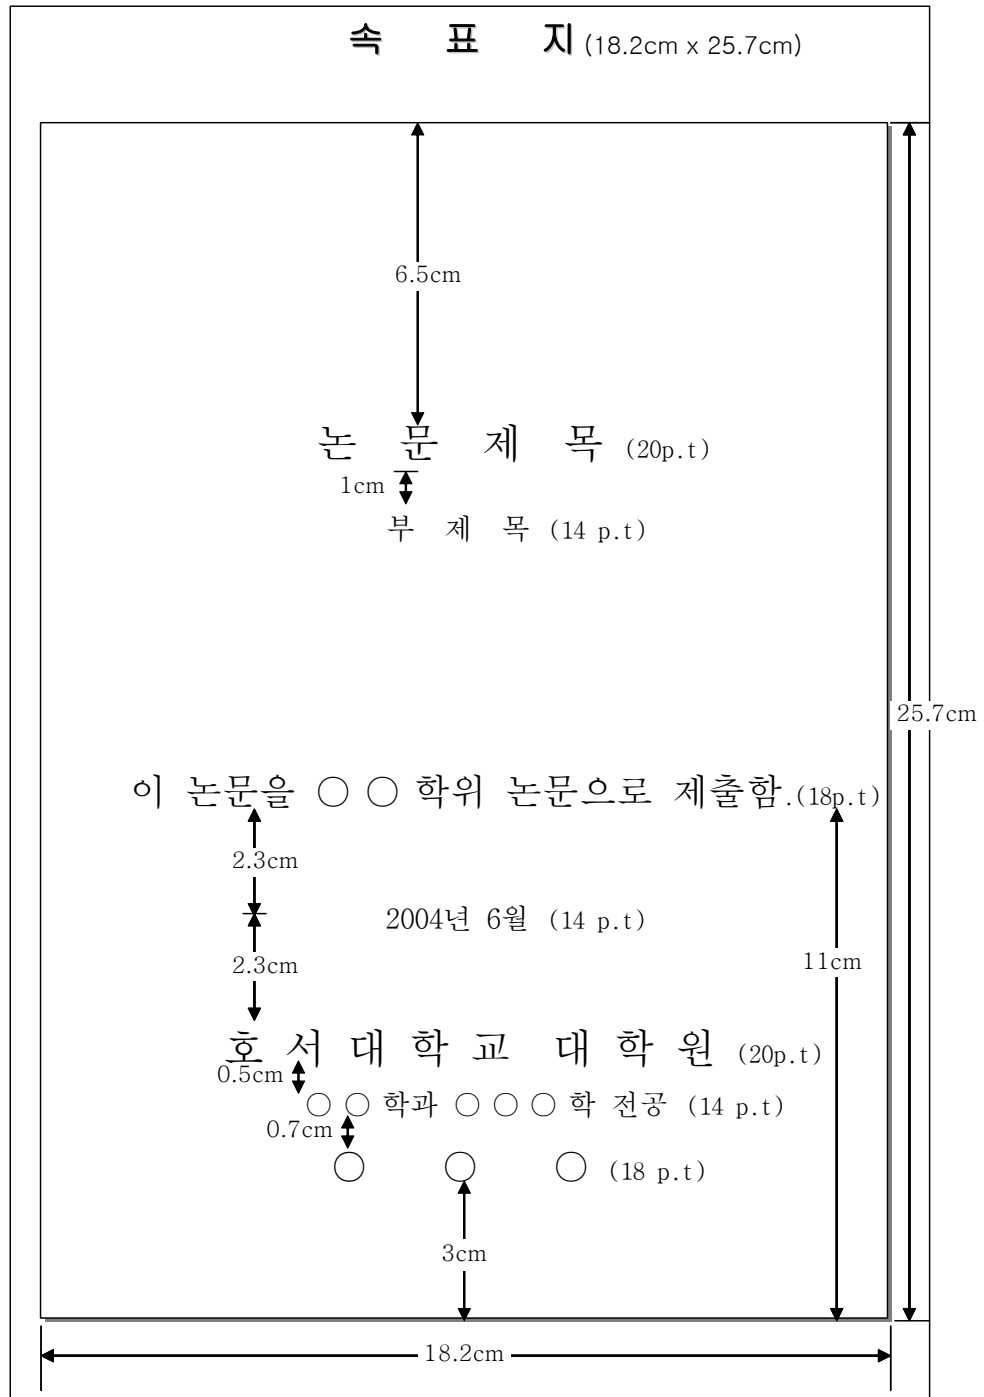 속 표 지 (18.2cm x 25.7cm)
6.5cm
논 문 제 목 (20p.t)
1cm
부 제 목 (14 p.t)
25.7cm
이 논문을 ○ ○ 학위 논문으로 제출함.(18p.t)
2.3cm
2004년 6월 (14 p.t)
2.3cm
11cm
호 서 대 학 교 대 학 원 (20p.t)
0.5cm
○ ○ 학과 ○ ○ ○ 학 전공 (14 p.t)
0.7cm
○ ○ ○ (18 p.t)
3cm
18.2cm